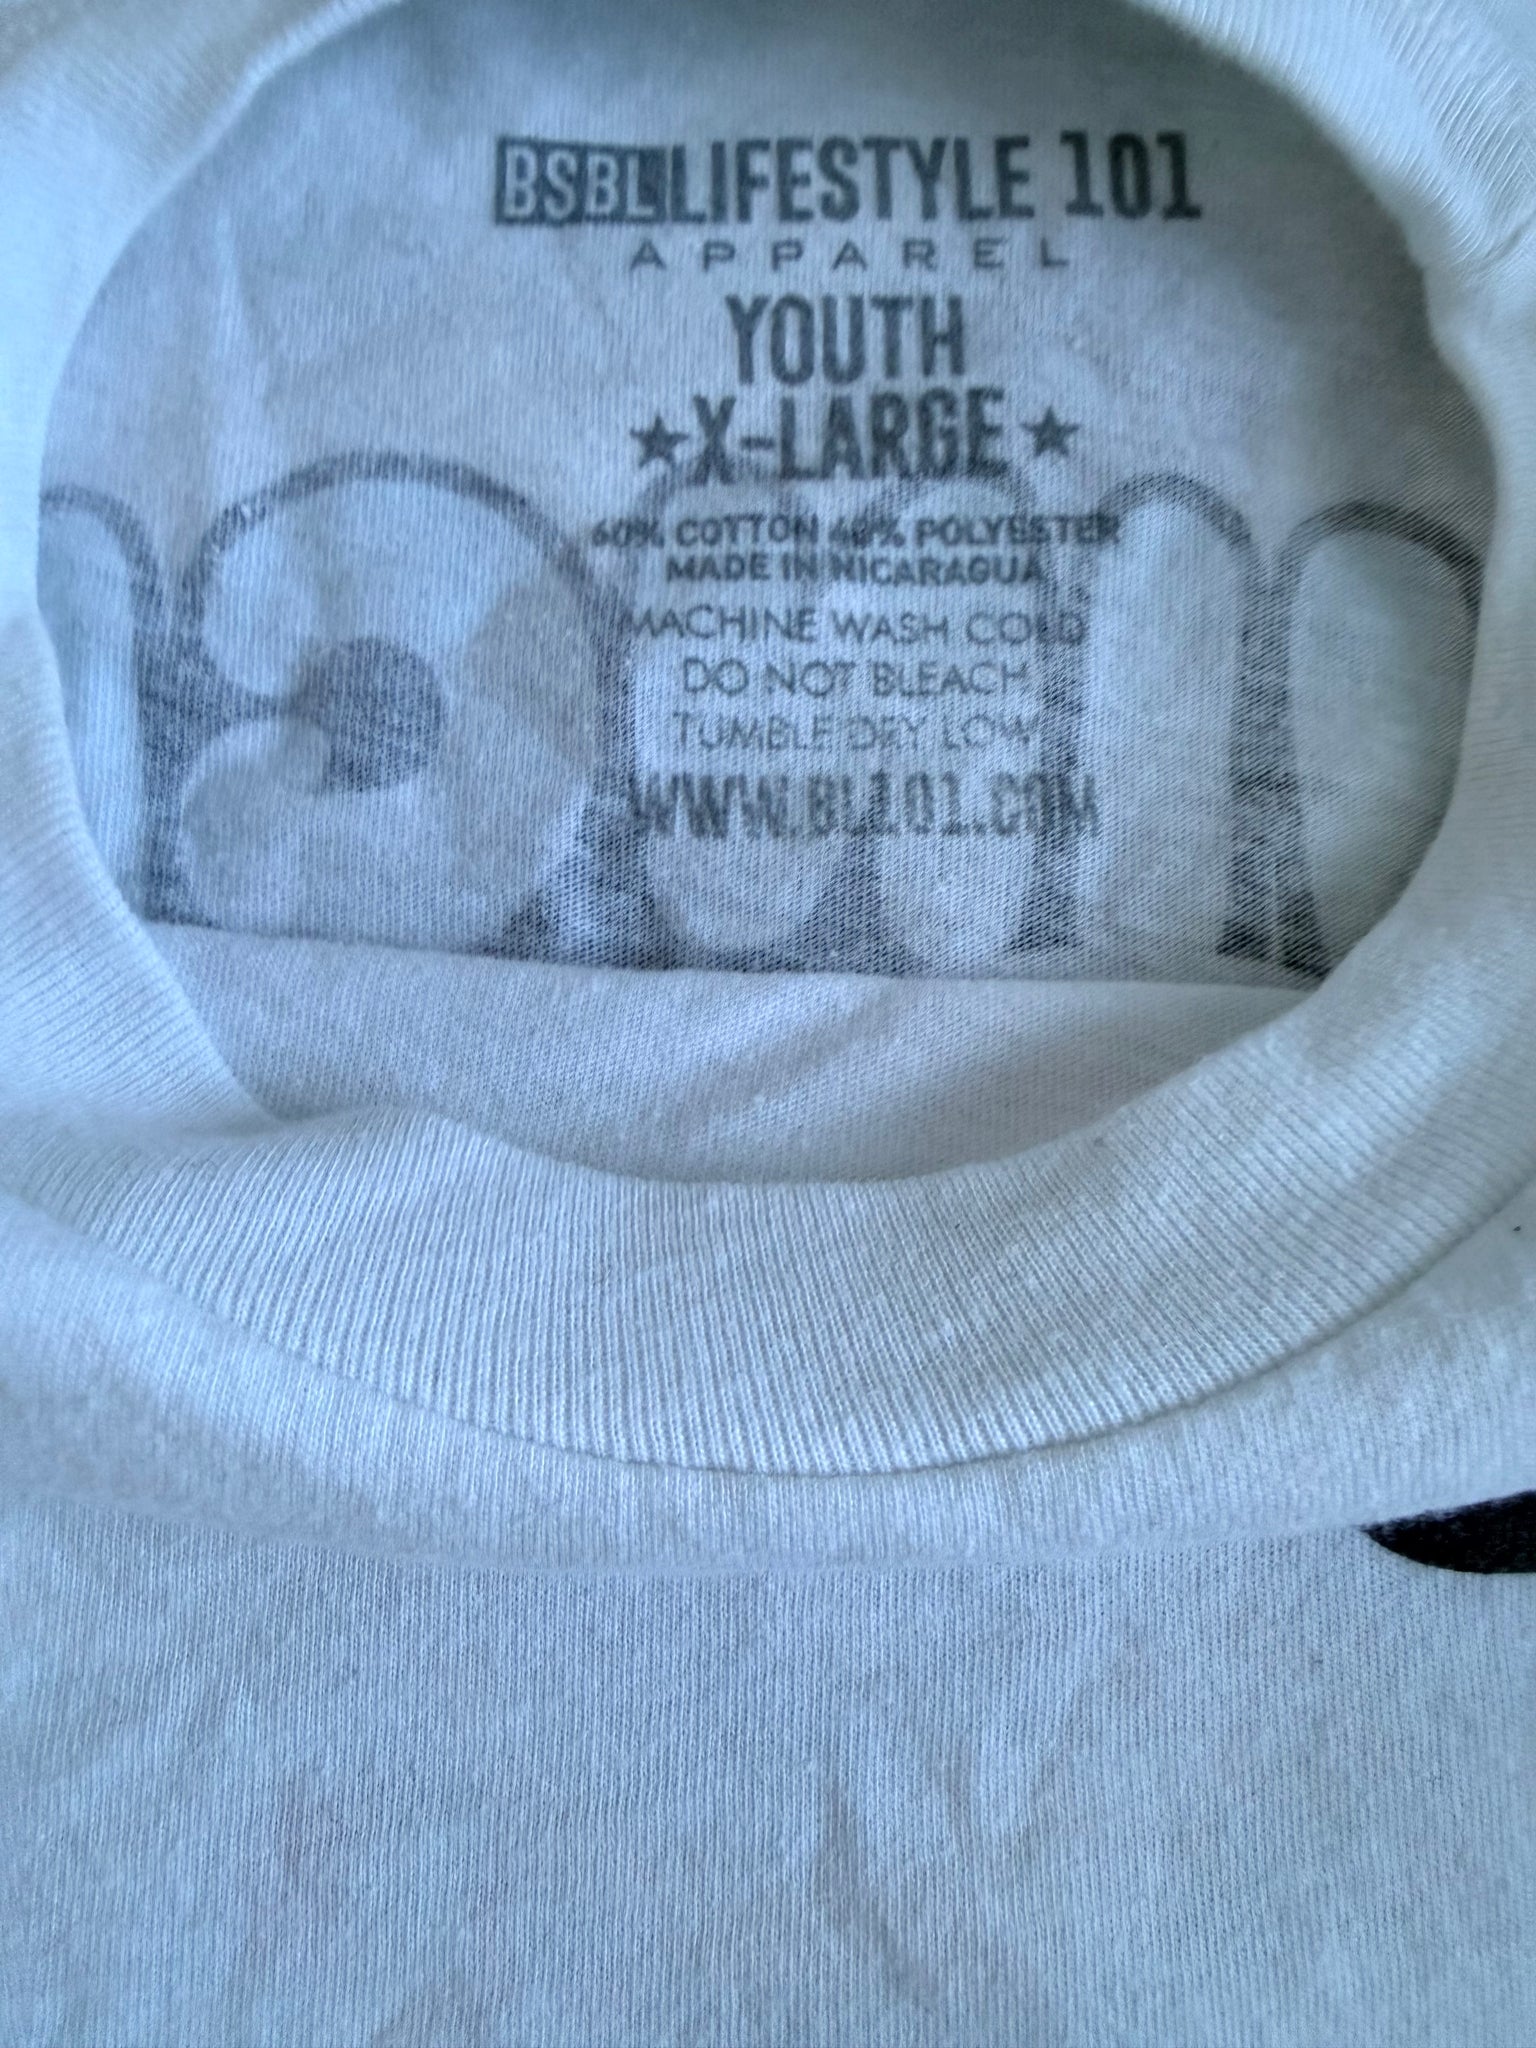 BSBL LIFESTYLE 101
APPAREL
YOUTH
★X-LARGE★
60% COTTON 40% POLYESTER
MADE IN NICARAGUA
MACHINE WASH COLD
DO NOT BLEACH
TUMBLE DRY LOW
WWW.BL101.COM